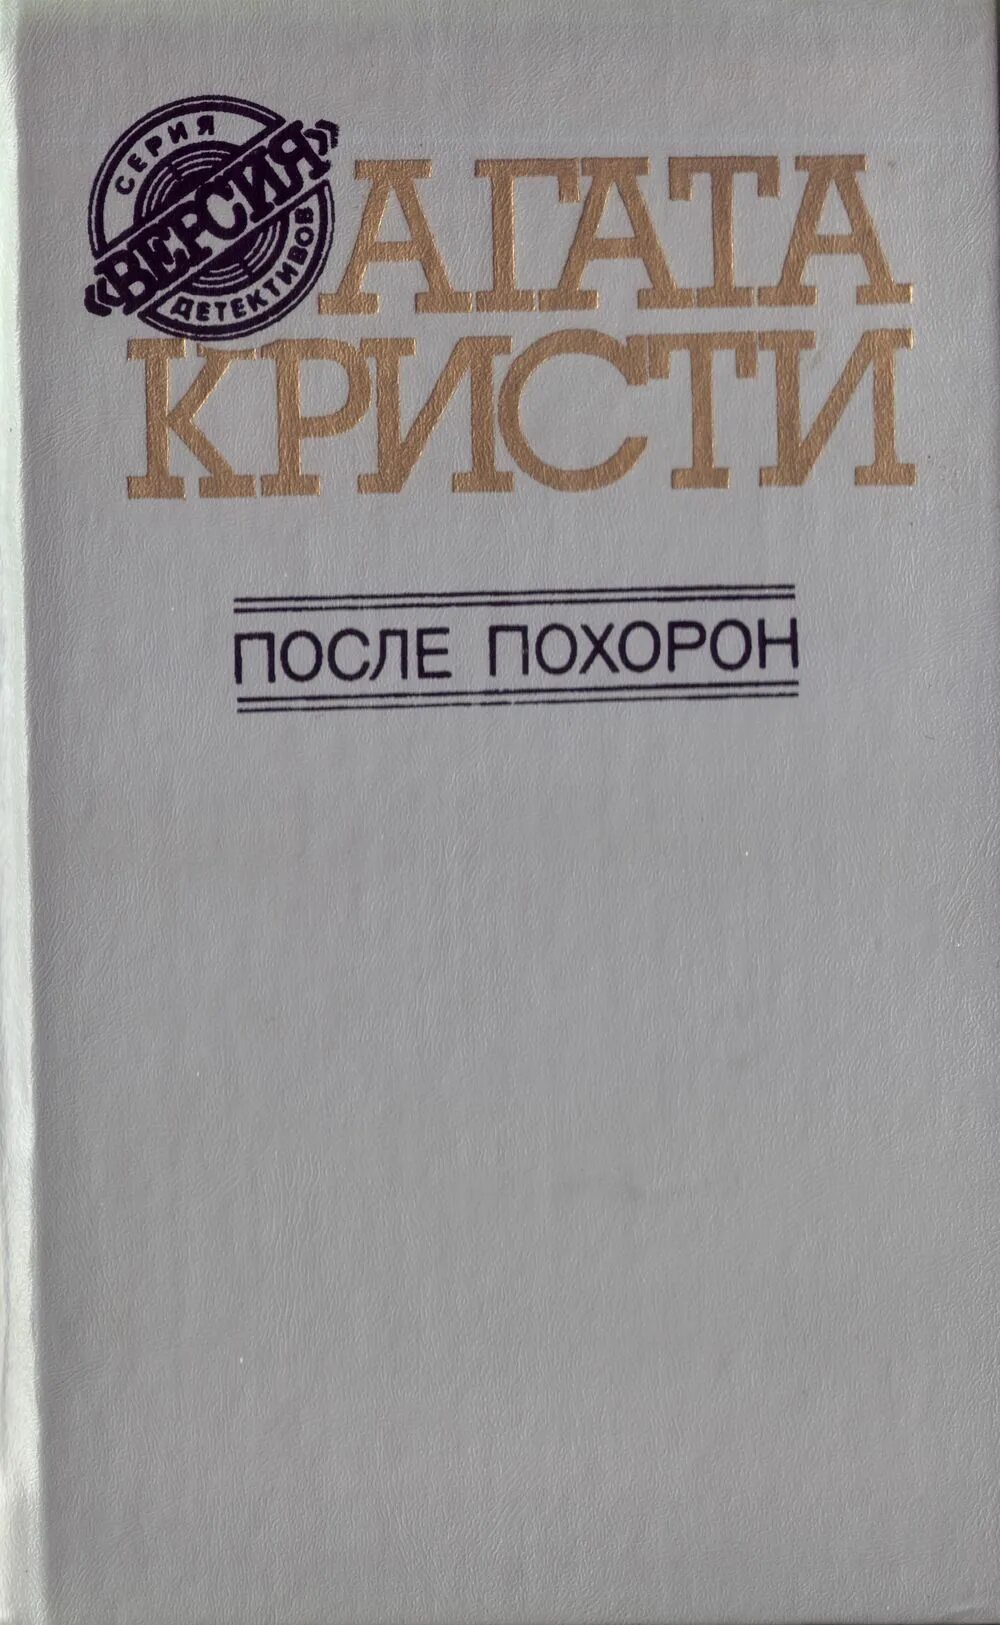 СЕРИЯ
«ВЕРСИЯ»
ДЕТЕКТИВОВ
АГАТА
КРИСТИ
ПОСЛЕ ПОХОРОН